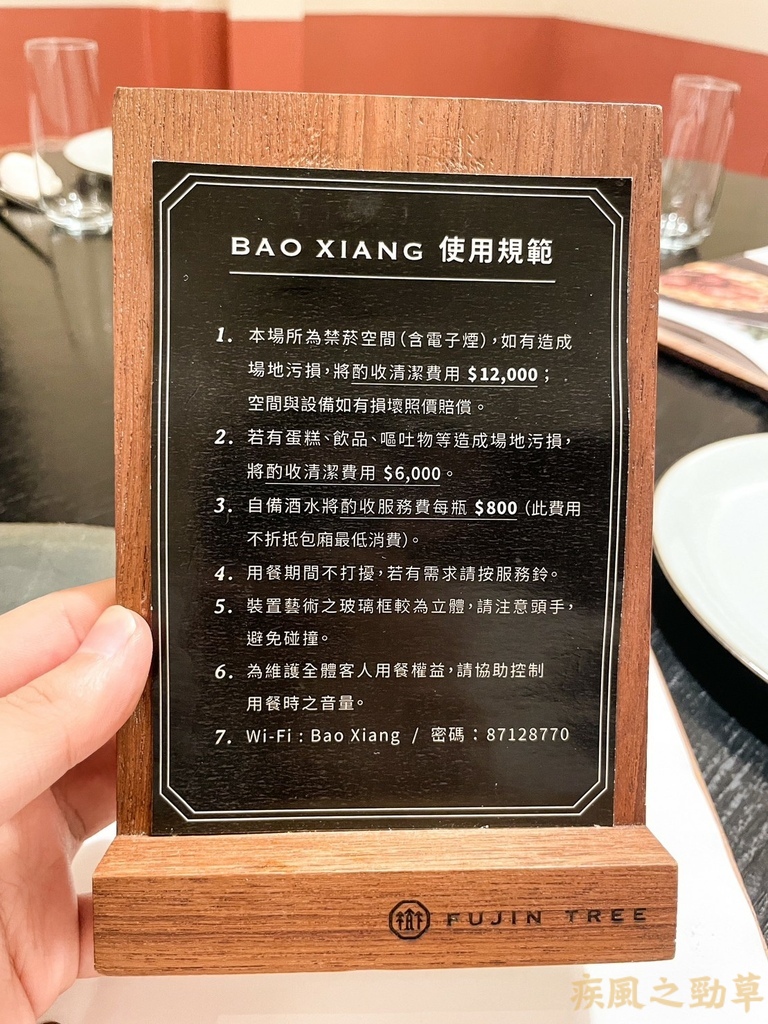 BAO XIANG 使用規範
1. 本場所為禁菸空間(含電子煙),如有造成
場地污損,將酌收清潔費用 $12,000;
空間與設備如有損壞照價賠償。
2. 若有蛋糕、飲品、嘔吐物等造成場地污損,
將酌收清潔費用 $6,000。
3. 自備酒水將酌收服務費每瓶 $800 (此費用
不折抵包廂最低消費)。
4. 用餐期間不打擾,若有需求請按服務鈴。
5. 裝置藝術之玻璃框較為立體,請注意頭手,
避免碰撞。
6. 為維護全體客人用餐權益,請協助控制
用餐時之音量。
7. Wi-Fi : Bao Xiang / 密碼:87128770
FUJIN TREE
疾風之勁草